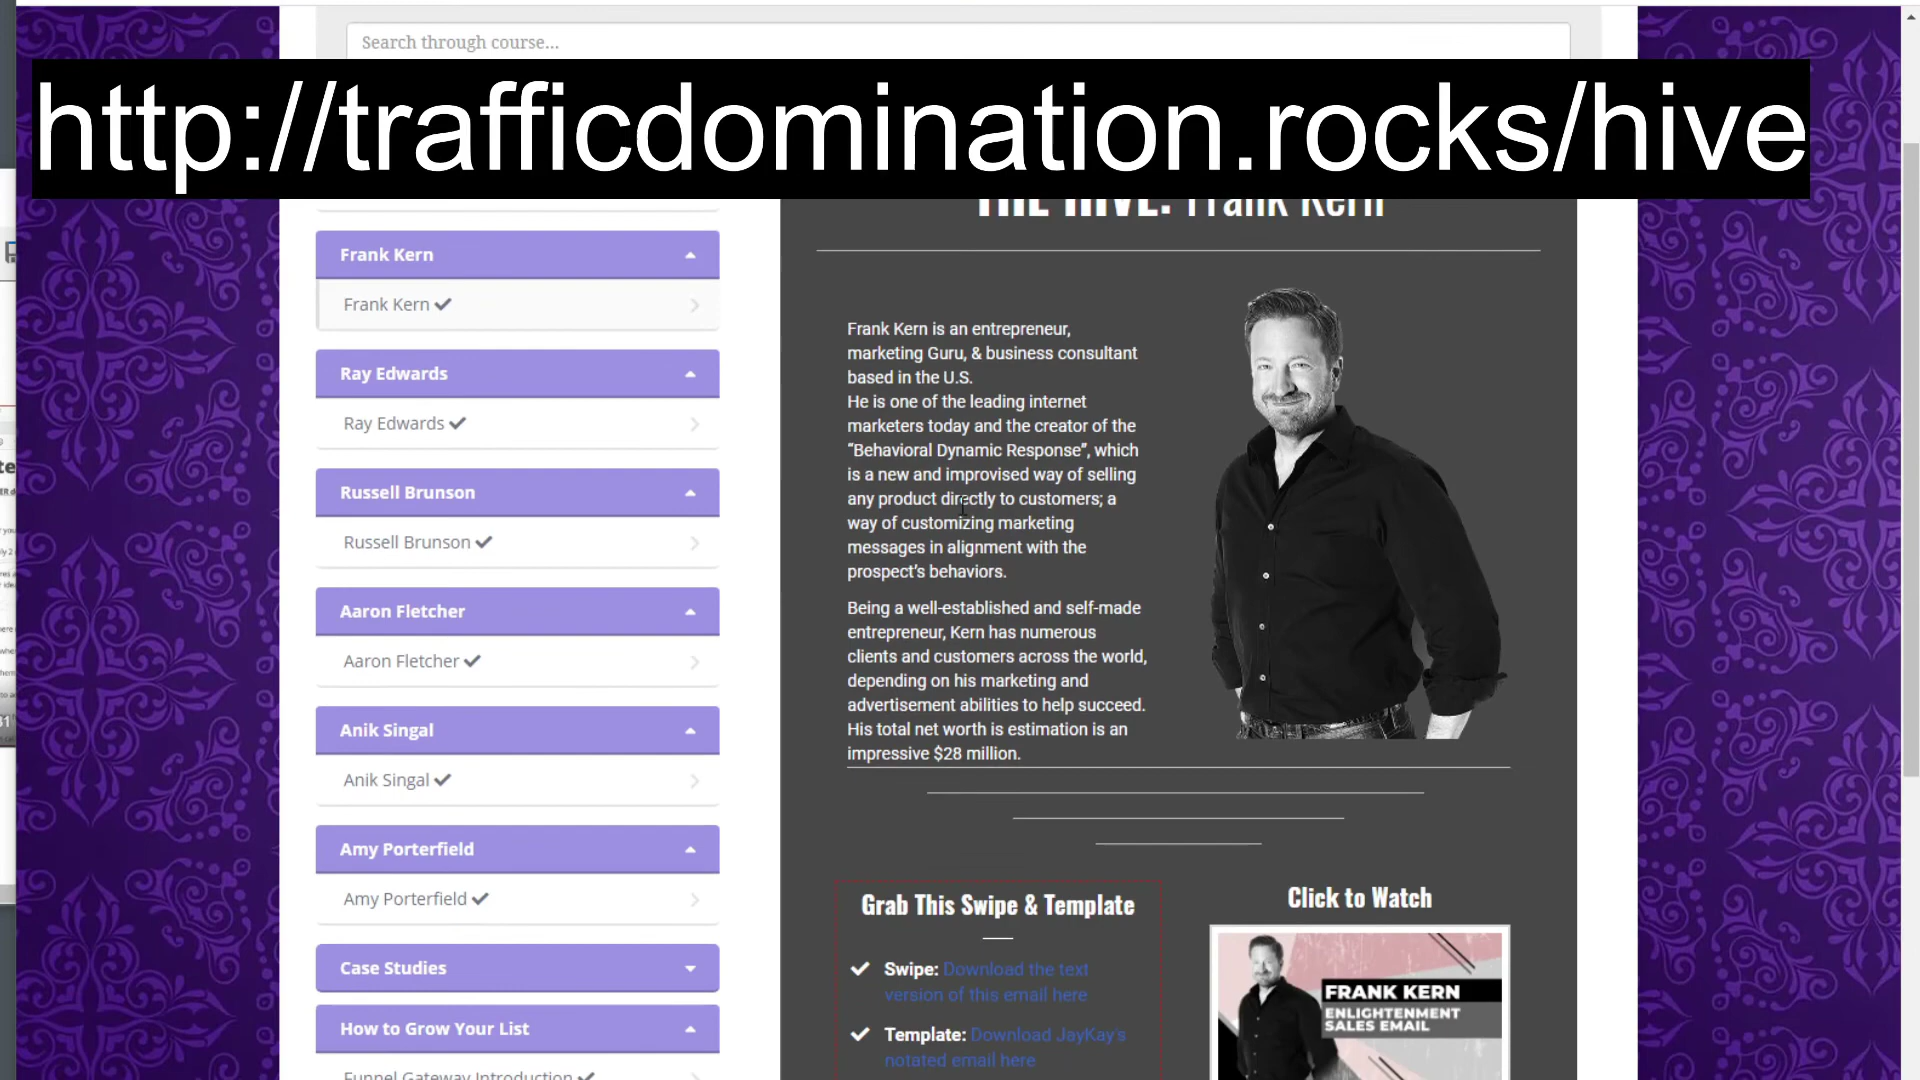 Search through course...
http://trafficdomination.rocks/hive
THE HIVE: Frank Kern
Frank Kern
Frank Kern
Ray Edwards
Ray Edwards
Russell Brunson
Russell Brunson
Aaron Fletcher
Aaron Fletcher
Anik Singal
Anik Singal
Amy Porterfield
Amy Porterfield
Case Studies
How to Grow Your List
Funnel Gateway Introduction
Frank Kern is an entrepreneur,
marketing Guru, & business consultant
based in the U.S.
He is one of the leading internet
marketers today and the creator of the
“Behavioral Dynamic Response”, which
is a new and improvised way of selling
any product directly to customers; a
way of customizing marketing
messages in alignment with the
prospect’s behaviors.
Being a well-established and self-made
entrepreneur, Kern has numerous
clients and customers across the world,
depending on his marketing and
advertisement abilities to help succeed.
His total net worth is estimation is an
impressive $28 million.
Grab This Swipe & Template
Swipe: Download the text
version of this email here
Template: Download JayKay's
notated email here
Click to Watch
FRANK KERN
ENLIGHTENMENT
SALES EMAIL